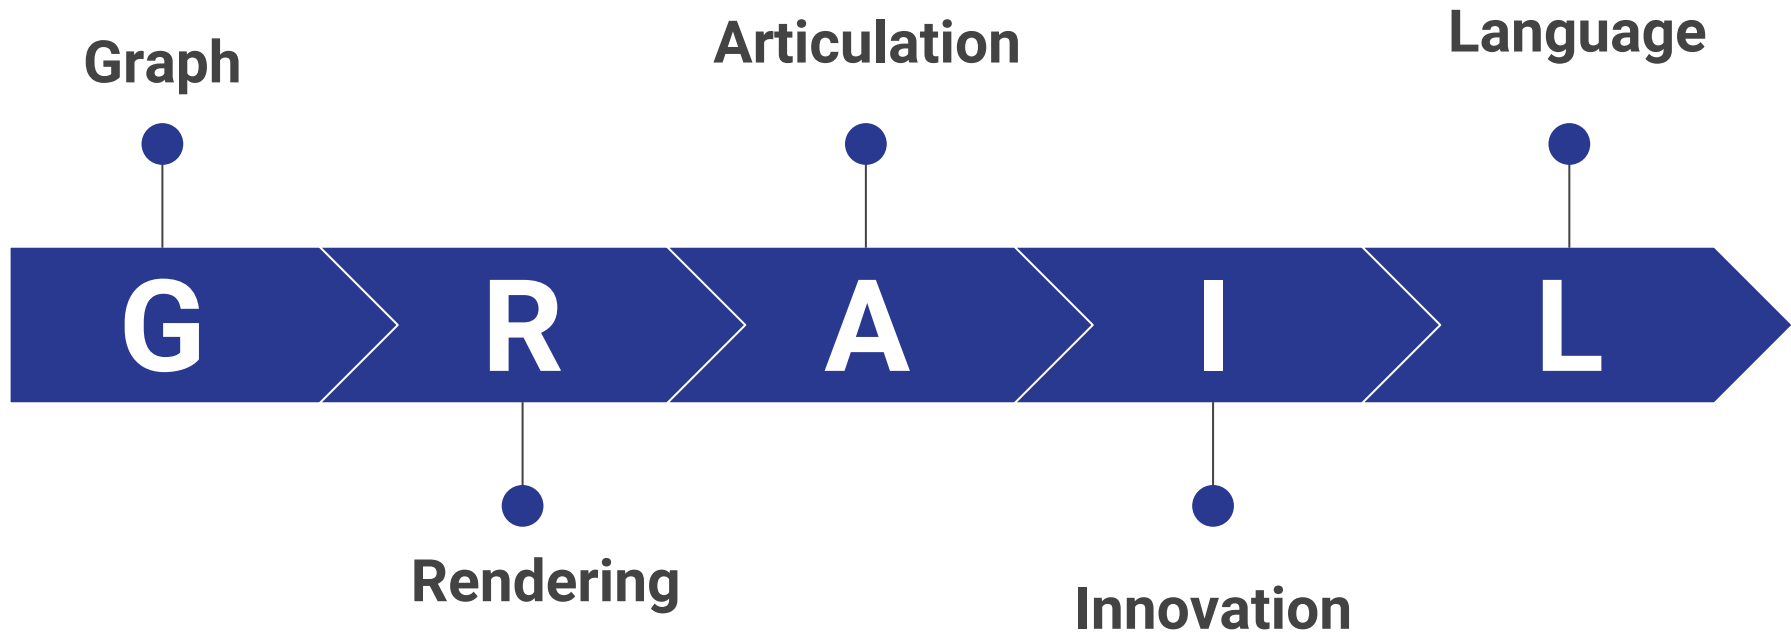 Graph
Articulation
Language
G R A I L
Rendering
Innovation